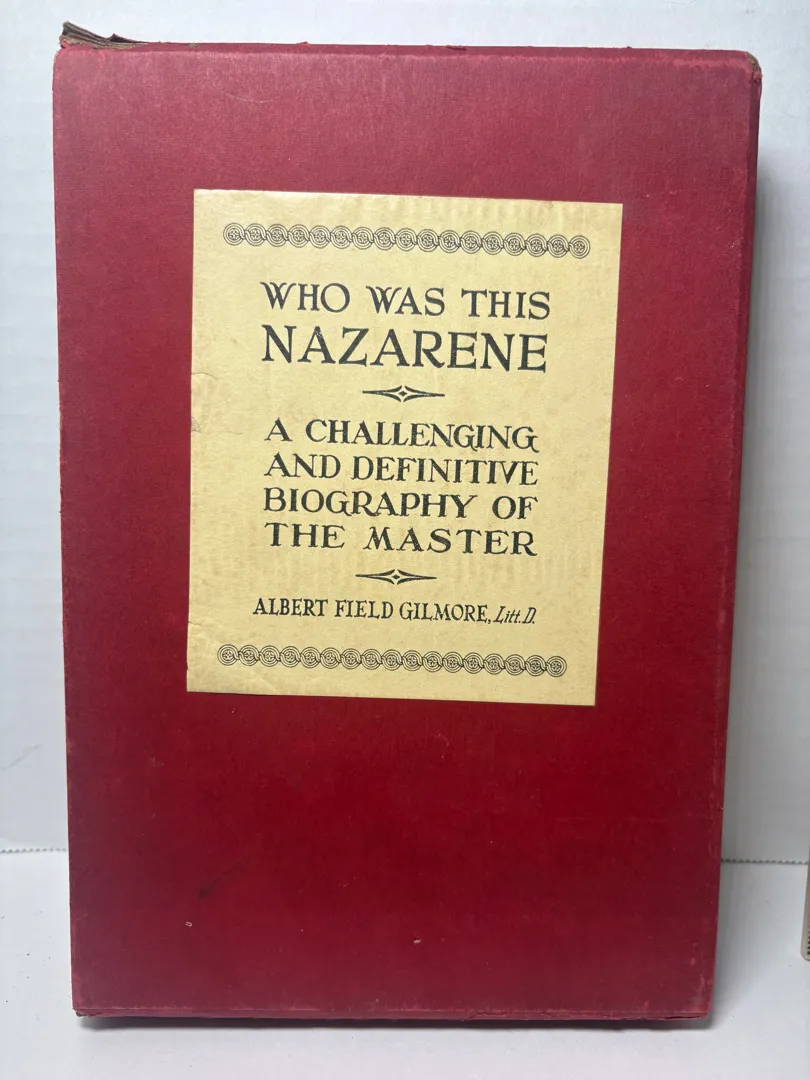 WHO WAS THIS
NAZARENE
A CHALLENGING
AND DEFINITIVE
BIOGRAPHY OF
THE MASTER
ALBERT FIELD GILMORE, Litt. D.